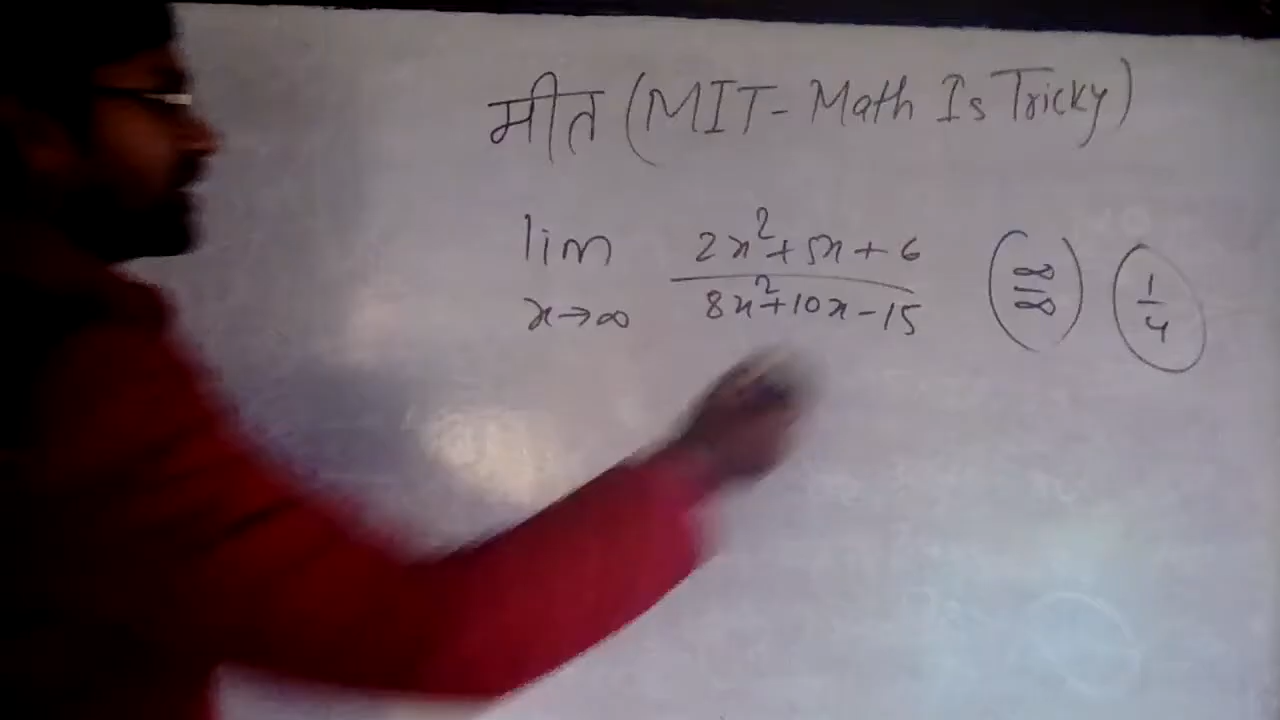 मीत (MIT-Math Is Tricky)
lim 2x²+5x+6 (∞/∞) 1/4
x→∞ 8x²+10x-15